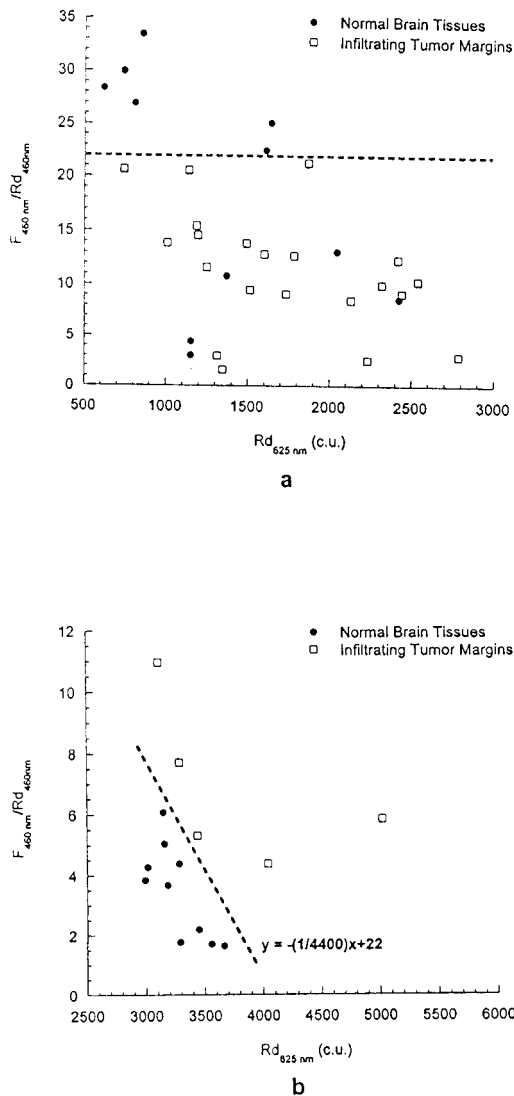 Normal Brain Tissues
Infiltrating Tumor Margins
35
30
25
20
15
10
5
0
F460 nm/Rd460nm
500 1000 1500 2000 2500 3000
Rd625 nm (c.u.)
a
Normal Brain Tissues
Infiltrating Tumor Margins
12
10
8
6
4
2
0
F460 nm/Rd460nm
y = -(1/4400)x+22
2500 3000 3500 4000 4500 5000 5500 6000
Rd625 nm (c.u.)
b